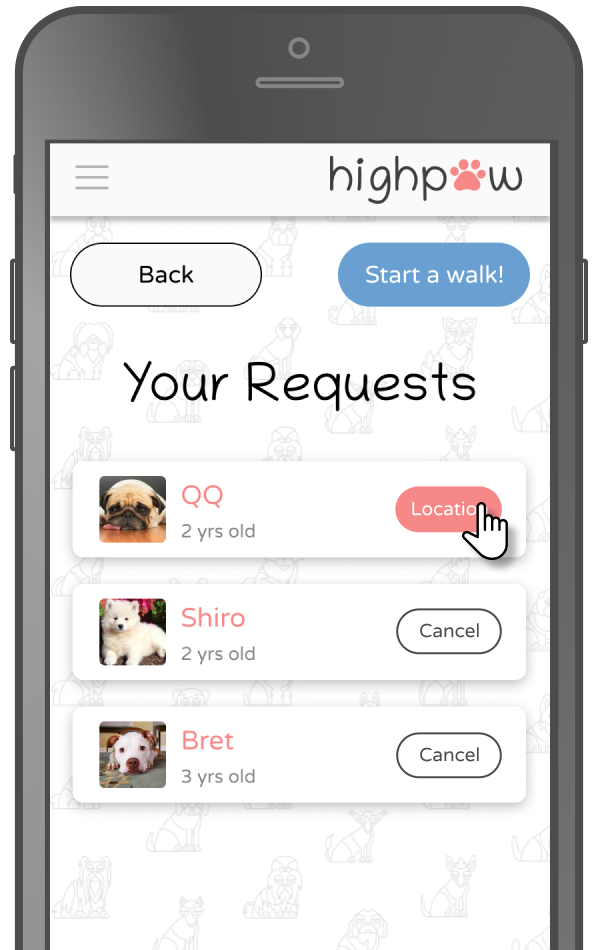 highpaw
Back
Start a walk!
Your Requests
QQ
2 yrs old
Locatio
Shiro
2 yrs old
Cancel
Bret
3 yrs old
Cancel